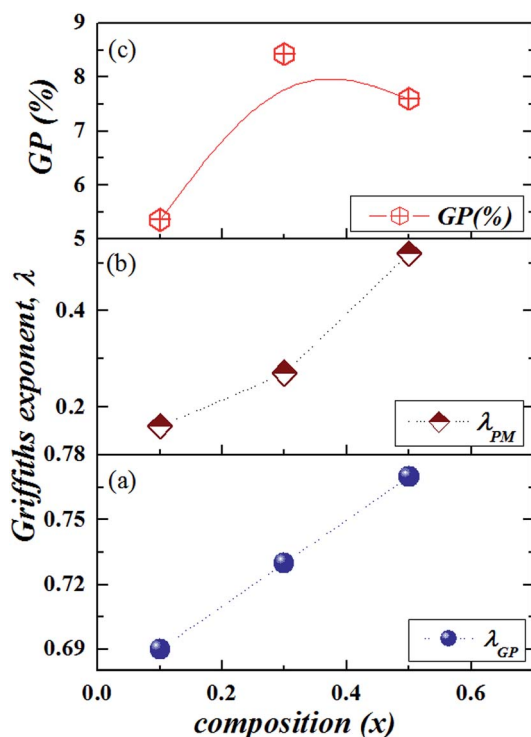 (c)
9
8
7
6
5
GP (%)
GP(%)
(b)
0.4
0.2
λPM
Griffiths exponent, λ
(a)
0.78
0.75
0.72
0.69
λGP
0.0 0.2 0.4 0.6
composition (x)